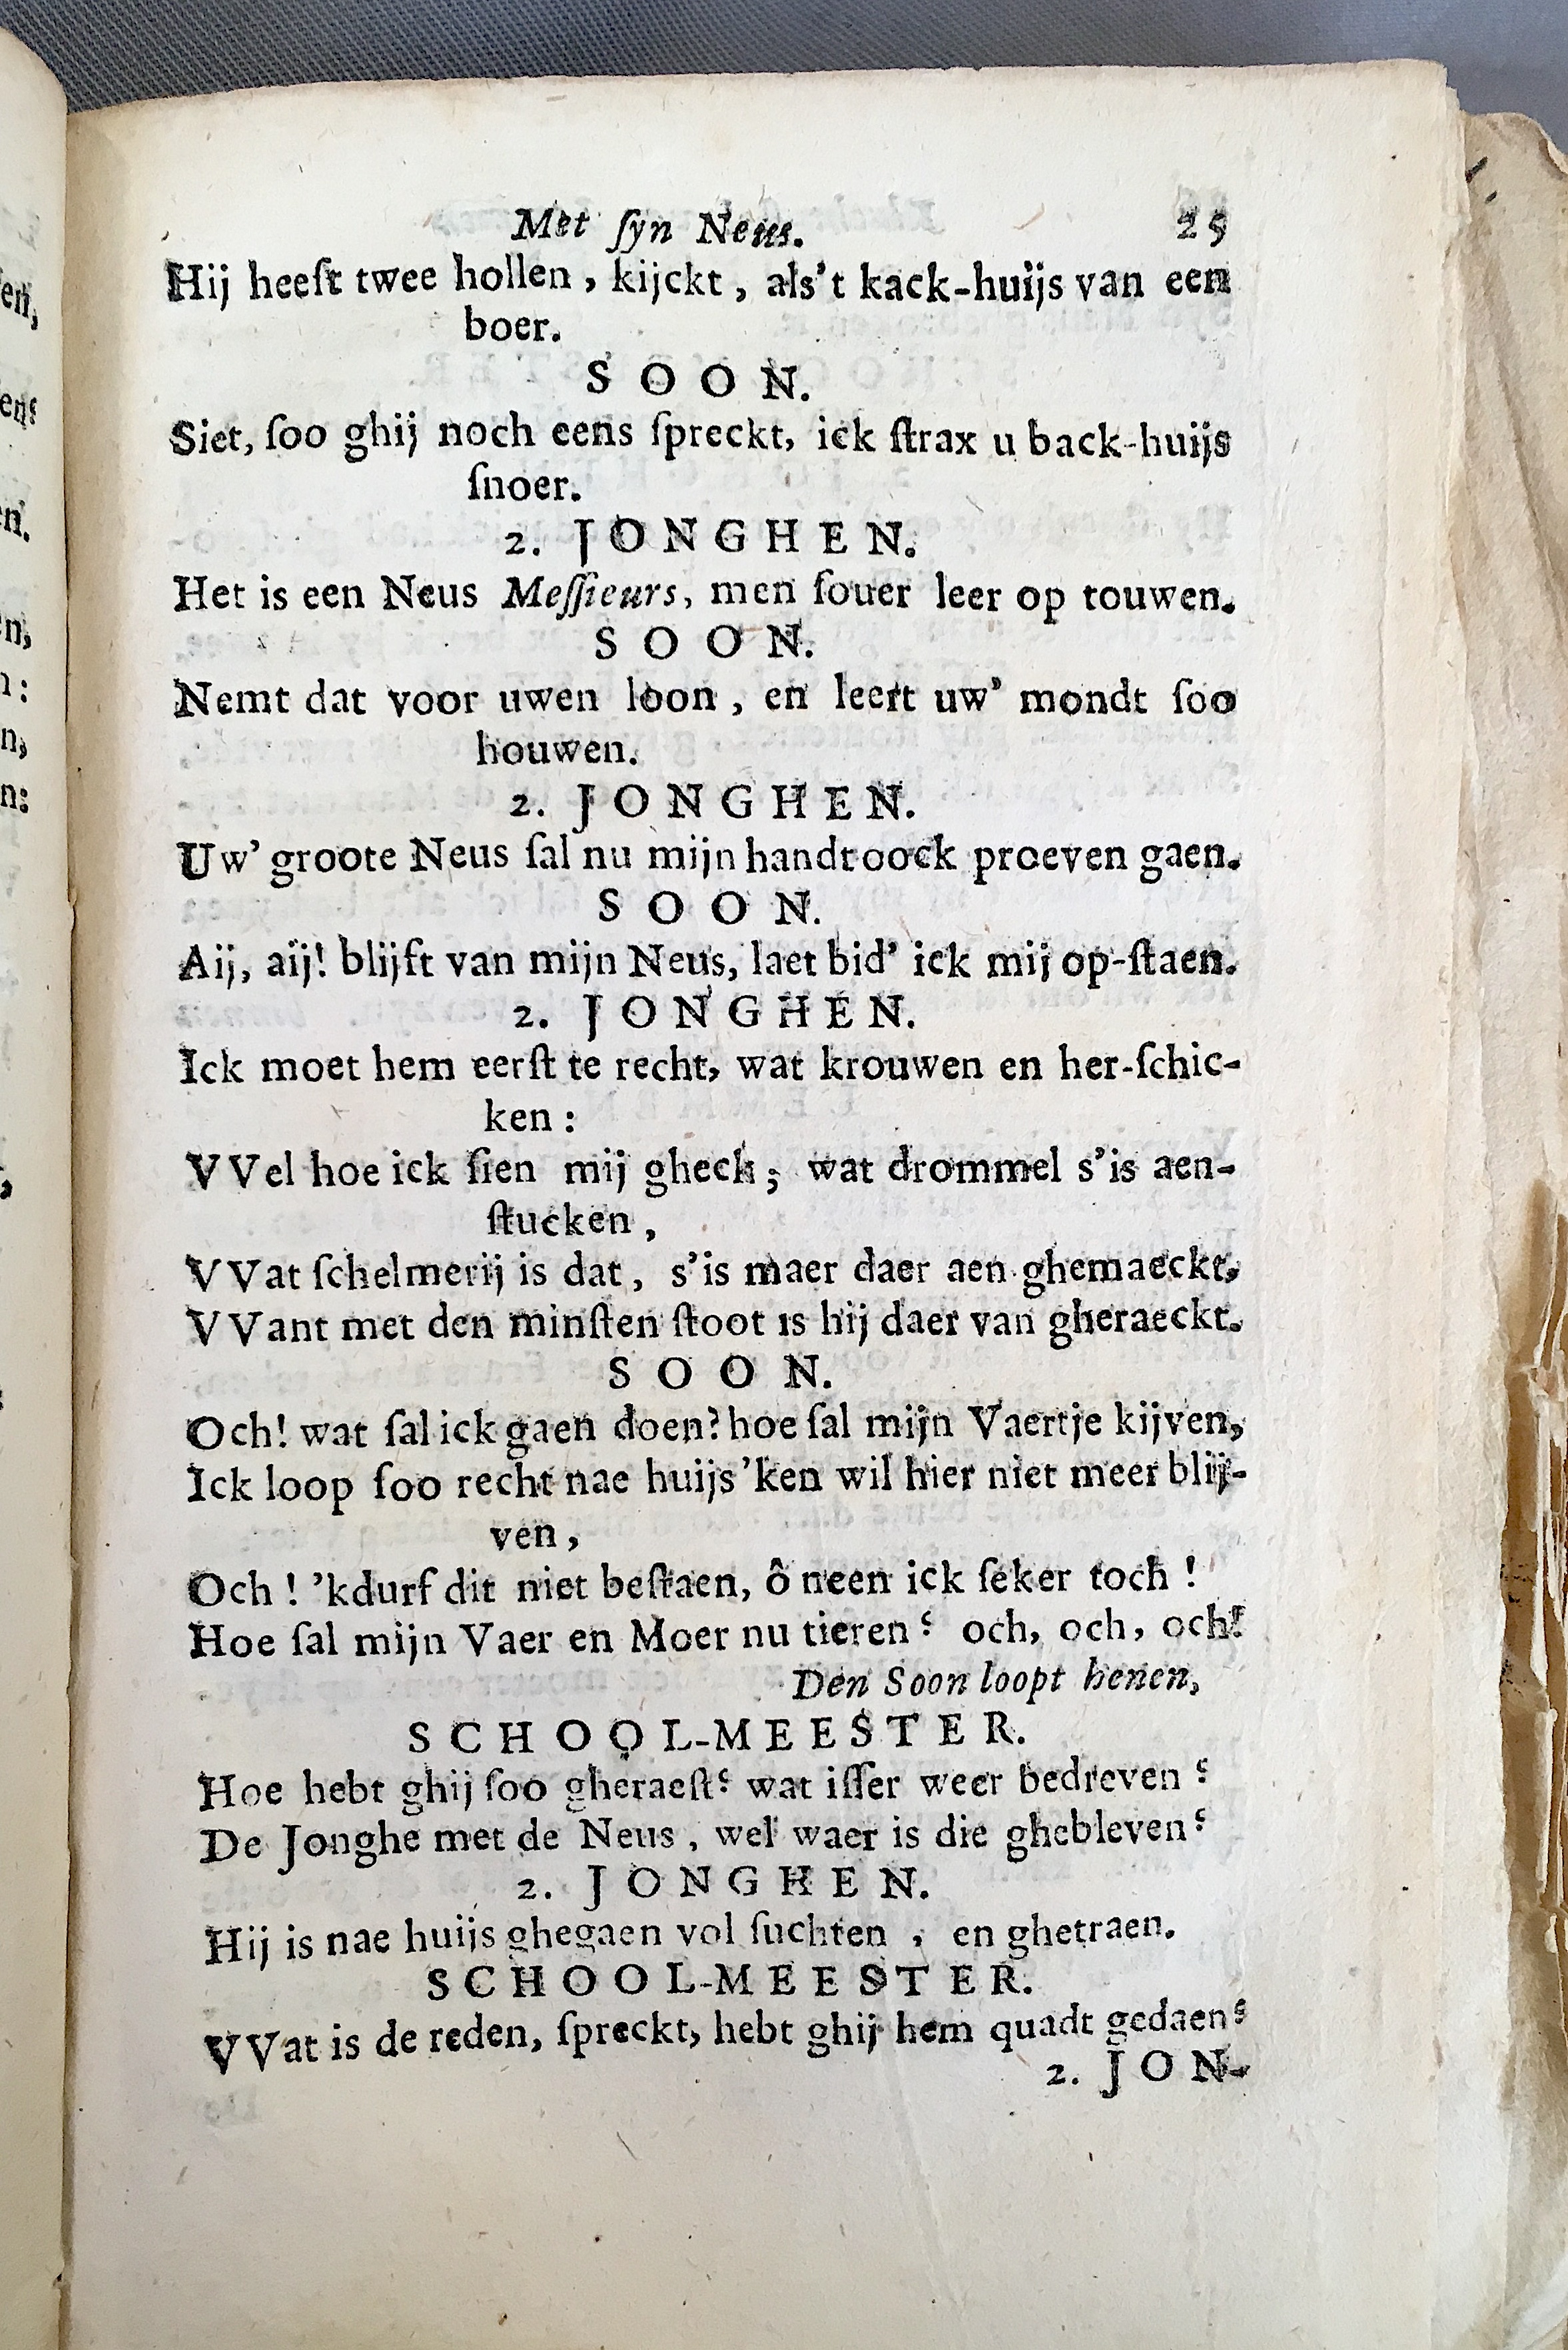 Met ſyn Neus. 25
Hij heeft twee hollen, kijckt, als't kack-huijs van een
boer.
SOON.
Siet, ſoo ghij noch eens ſpreckt, ick ſtrax u back-huijs
ſnoer.
2. JONGHEN.
Het is een Neus Meſſieurs, men ſouer leer op touwen.
SOON.
Nemt dat voor uwen loon, en leert uw' mondt ſoo
houwen.
2. JONGHEN.
Uw' groote Neus ſal nu mijn handt oock proeven gaen.
SOON.
Aij, aij! blijft van mijn Neus, laet bid' ick mij op-ſtaen.
2. JONGHEN.
Ick moet hem eerſt te recht, wat krouwen en her-ſchic-
ken:
VVel hoe ick ſien mij gheck; wat drommel s'is aen-
ſtucken,
VVat ſchelmerij is dat, s'is maer daer aen ghemaeckt,
VVant met den minſten ſtoot is hij daer van gheraeckt.
SOON.
Och! wat ſal ick gaen doen? hoe ſal mijn Vaertje kijven,
Ick loop ſoo recht nae huijs 'ken wil hier niet meer blij-
ven,
Och! 'kdurf dit niet beſtaen, ô neen ick ſeker toch!
Hoe ſal mijn Vaer en Moer nu tieren? och, och, och!
Den Soon loopt henen,
SCHOOL-MEESTER.
Hoe hebt ghij ſoo gheraeſt? wat iſſer weer bedreven?
De Jonghe met de Neus, wel waer is die ghebleven?
2. JONGHEN.
Hij is nae huijs ghegaen vol ſuchten, en ghetraen.
SCHOOL-MEESTER.
VVat is de reden, ſpreckt, hebt ghij hem quadt gedaen?
2. JON-